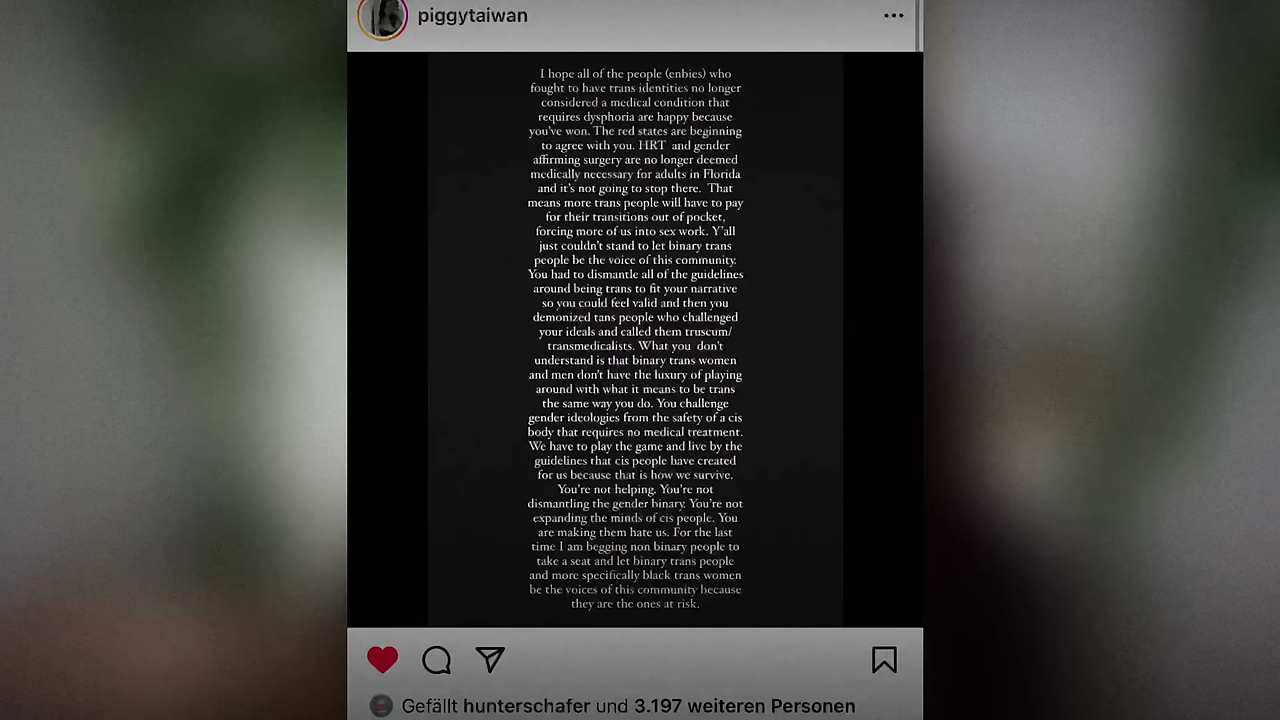 piggytaiwan
I hope all of the people (enbies) who
fought to have trans identities no longer
considered a medical condition that
requires dysphoria are happy because
you've won. The red states are beginning
to agree with you. HRT and gender
affirming surgery are no longer deemed
medically necessary for adults in Florida
and it's not going to stop there. That
means more trans people will have to pay
for their transitions out of pocket,
forcing more of us into sex work. Y'all
just couldn't stand to let binary trans
people be the voice of this community.
You had to dismantle all of the guidelines
around being trans to fit your narrative
so you could feel valid and then you
demonized tans people who challenged
your ideals and called them truscum/
transmedicalists. What you don't
understand is that binary trans women
and men don't have the luxury of playing
around with what it means to be trans
the same way you do. You challenge
gender ideologies from the safety of a cis
body that requires no medical treatment.
We have to play the game and live by the
guidelines that cis people have created
for us because that is how we survive.
You're not helping. You're not
dismantling the gender binary. You're not
expanding the minds of cis people. You
are making them hate us. For the last
time I am begging non binary people to
take a seat and let binary trans people
and more specifically black trans women
be the voices of this community because
they are the ones at risk.
Gefällt hunterschafer und 3.197 weiteren Personen